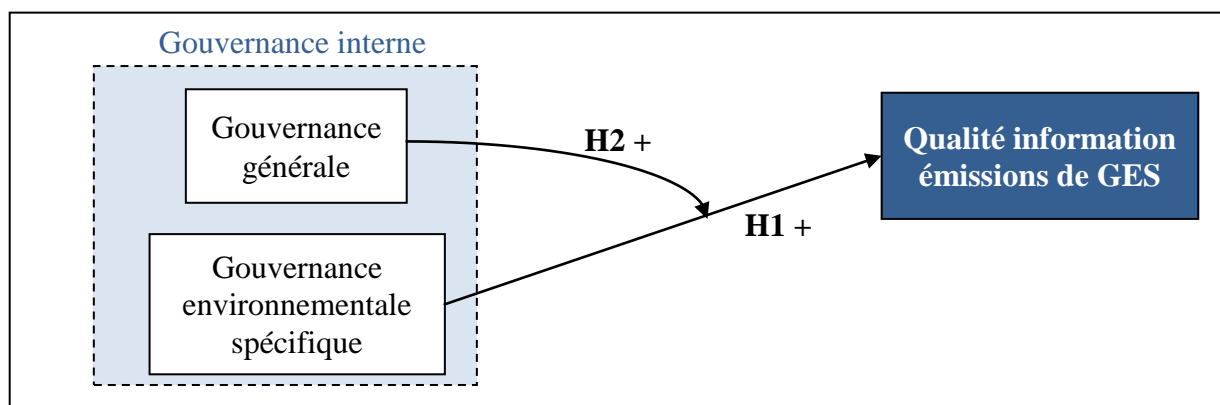 Gouvernance interne
Gouvernance
générale
H2 +
Qualité information
émissions de GES
H1 +
Gouvernance
environnementale
spécifique